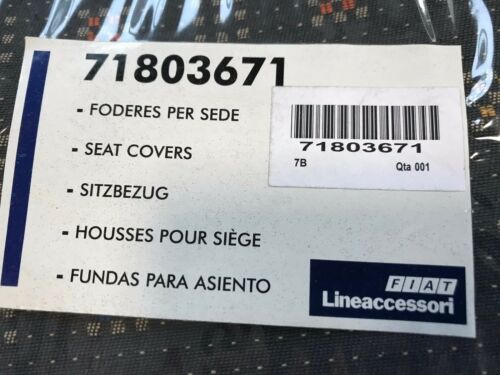 71803671
- FODERES PER SEDE
- SEAT COVERS
- SITZBEZUG
- HOUSSES POUR SIÈGE
- FUNDAS PARA ASIENTO
71803671
7B Qta 001
FIAT
Lineaccessori